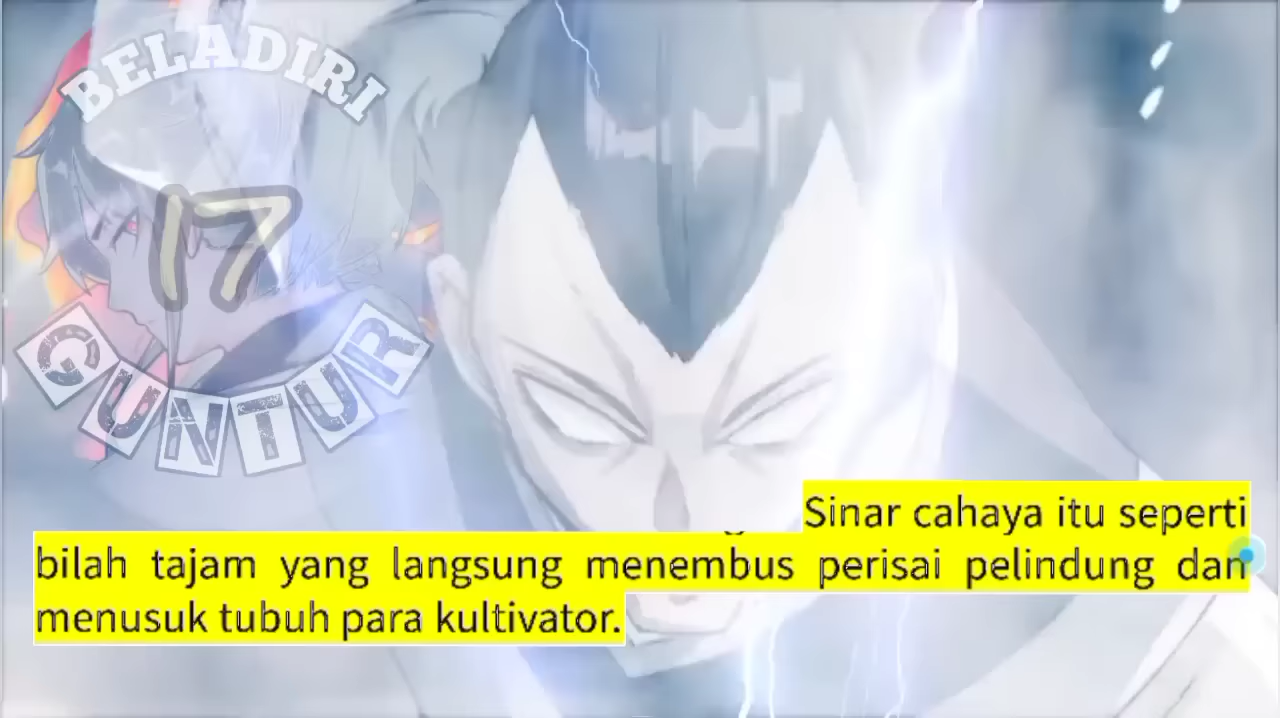 BELADIRI
17
GUNTUR
Sinar cahaya itu seperti
bilah tajam yang langsung menembus perisai pelindung dan
menusuk tubuh para kultivator.